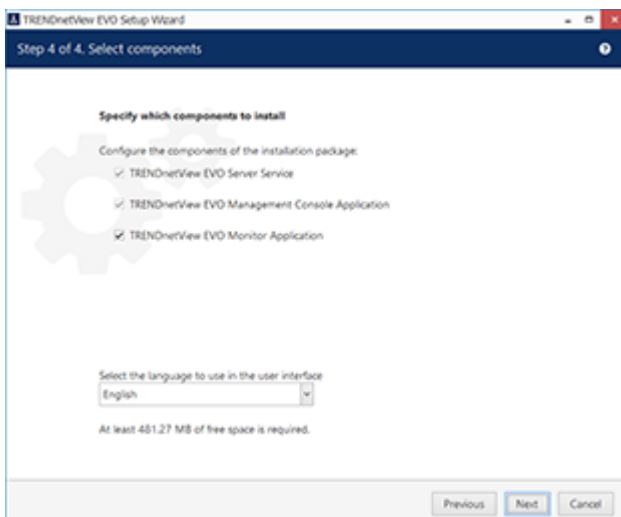 TRENDnetView EVO Setup Wizard
Step 4 of 4. Select components
Specify which components to install
Configure the components of the installation package:
TRENDnetView EVO Server Service
TRENDnetView EVO Management Console Application
TRENDnetView EVO Monitor Application
Select the language to use in the user interface
English
At least 481.27 MB of free space is required.
Previous Next Cancel